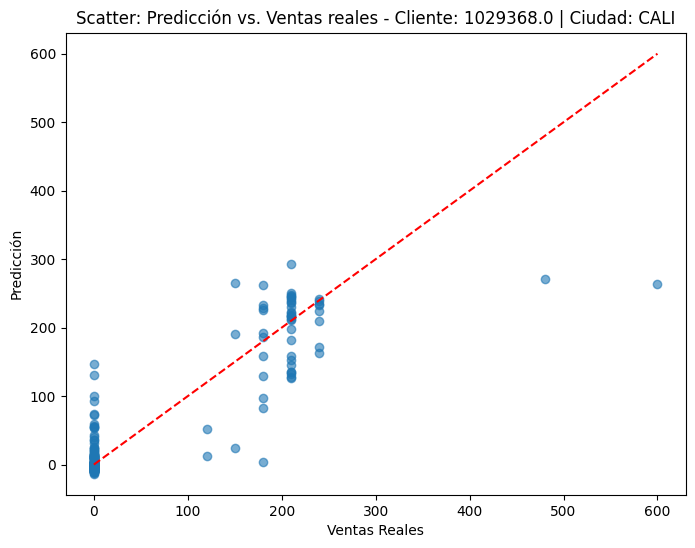 Scatter: Predicción vs. Ventas reales - Cliente: 1029368.0 | Ciudad: CALI
600
500
400
300
200
100
0
Predicción
0 100 200 300 400 500 600
Ventas Reales